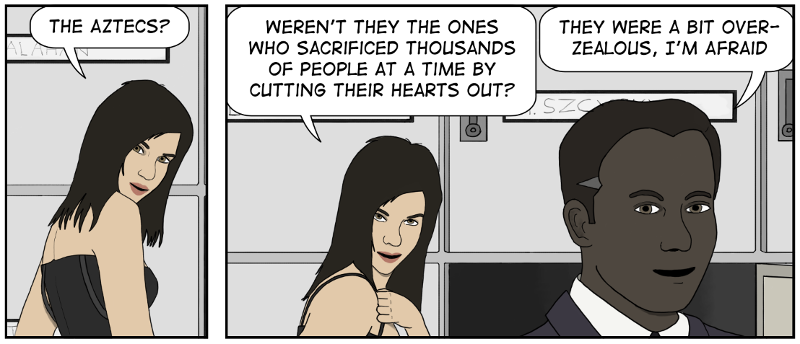 THE AZTECS?
WEREN'T THEY THE ONES
WHO SACRIFICED THOUSANDS
OF PEOPLE AT A TIME BY
CUTTING THEIR HEARTS OUT?
THEY WERE A BIT OVER-
ZEALOUS, I'M AFRAID